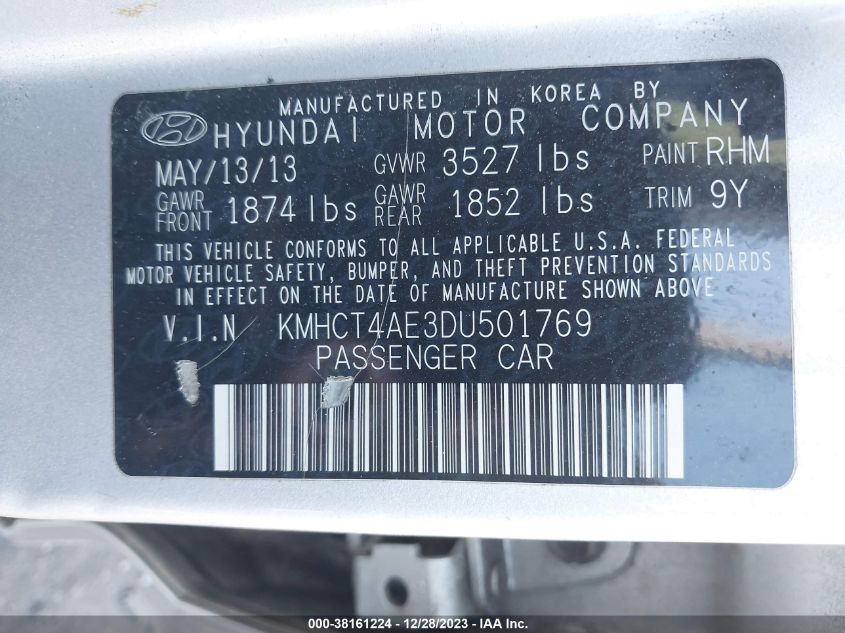 MANUFACTURED IN KOREA BY
HYUNDAI MOTOR COMPANY
MAY/13/13 GVWR 3527 lbs PAINT RHM
GAWR FRONT 1874 lbs GAWR REAR 1852 lbs TRIM 9Y
THIS VEHICLE CONFORMS TO ALL APPLICABLE U.S.A. FEDERAL
MOTOR VEHICLE SAFETY, BUMPER, AND THEFT PREVENTION STANDARDS
IN EFFECT ON THE DATE OF MANUFACTURE SHOWN ABOVE
V.I.N KMHCT4AE3DU501769
PASSENGER CAR
000-38161224 - 12/28/2023 - IAA Inc.